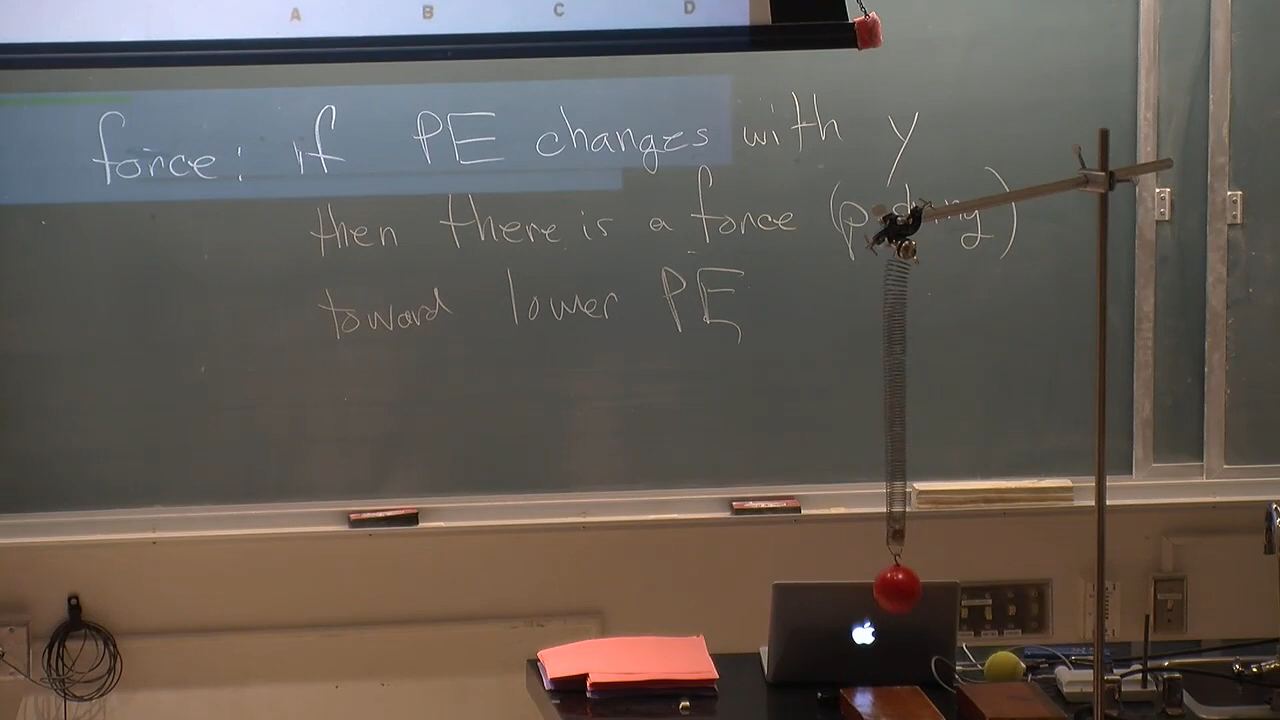 A B C D
force: if PE changes with y
then there is a force
toward lower PE